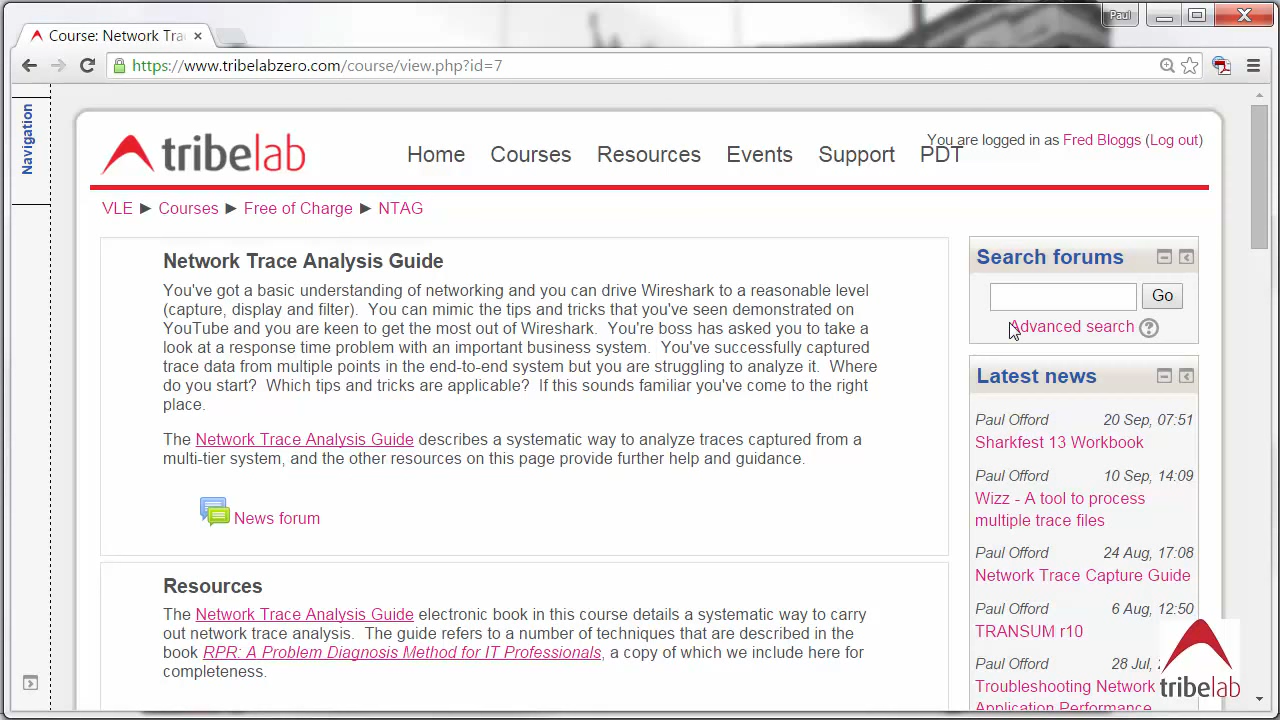 Paul
Course: Network Tra
https://www.tribelabzero.com/course/view.php?id=7
Navigation
tribelab
Home Courses Resources Events Support PDT
You are logged in as Fred Bloggs (Log out)
VLE ► Courses ► Free of Charge ► NTAG
Network Trace Analysis Guide
You've got a basic understanding of networking and you can drive Wireshark to a reasonable level
(capture, display and filter). You can mimic the tips and tricks that you've seen demonstrated on
YouTube and you are keen to get the most out of Wireshark. You're boss has asked you to take a
look at a response time problem with an important business system. You've successfully captured
trace data from multiple points in the end-to-end system but you are struggling to analyze it. Where
do you start? Which tips and tricks are applicable? If this sounds familiar you've come to the right
place.
The Network Trace Analysis Guide describes a systematic way to analyze traces captured from a
multi-tier system, and the other resources on this page provide further help and guidance.
News forum
Resources
The Network Trace Analysis Guide electronic book in this course details a systematic way to carry
out network trace analysis. The guide refers to a number of techniques that are described in the
book RPR: A Problem Diagnosis Method for IT Professionals, a copy of which we include here for
completeness.
Search forums
Go
Advanced search ?
Latest news
Paul Offord 20 Sep, 07:51
Sharkfest 13 Workbook
Paul Offord 10 Sep, 14:09
Wizz - A tool to process
multiple trace files
Paul Offord 24 Aug, 17:08
Network Trace Capture Guide
Paul Offord 6 Aug, 12:50
TRANSUM r10
Paul Offord 28 Jul,
Troubleshooting Network
Application Performance
tribelab